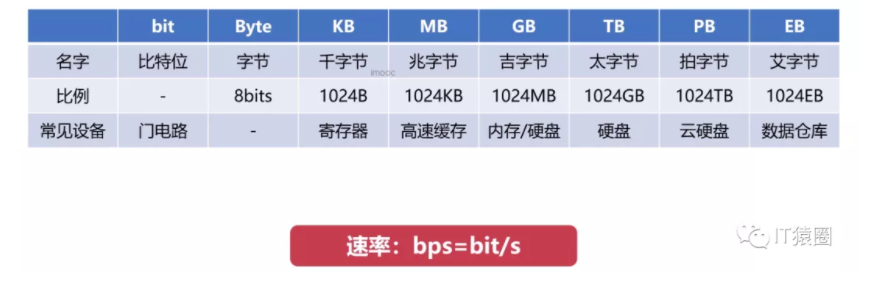 bit Byte KB MB GB TB PB EB
名字 比特位 字节 千字节 兆字节 吉字节 太字节 拍字节 艾字节
imooc
比例 - 8bits 1024B 1024KB 1024MB 1024GB 1024TB 1024EB
常见设备 门电路 - 寄存器 高速缓存 内存/硬盘 硬盘 云硬盘 数据仓库
速率：bps=bit/s
IT猿圈